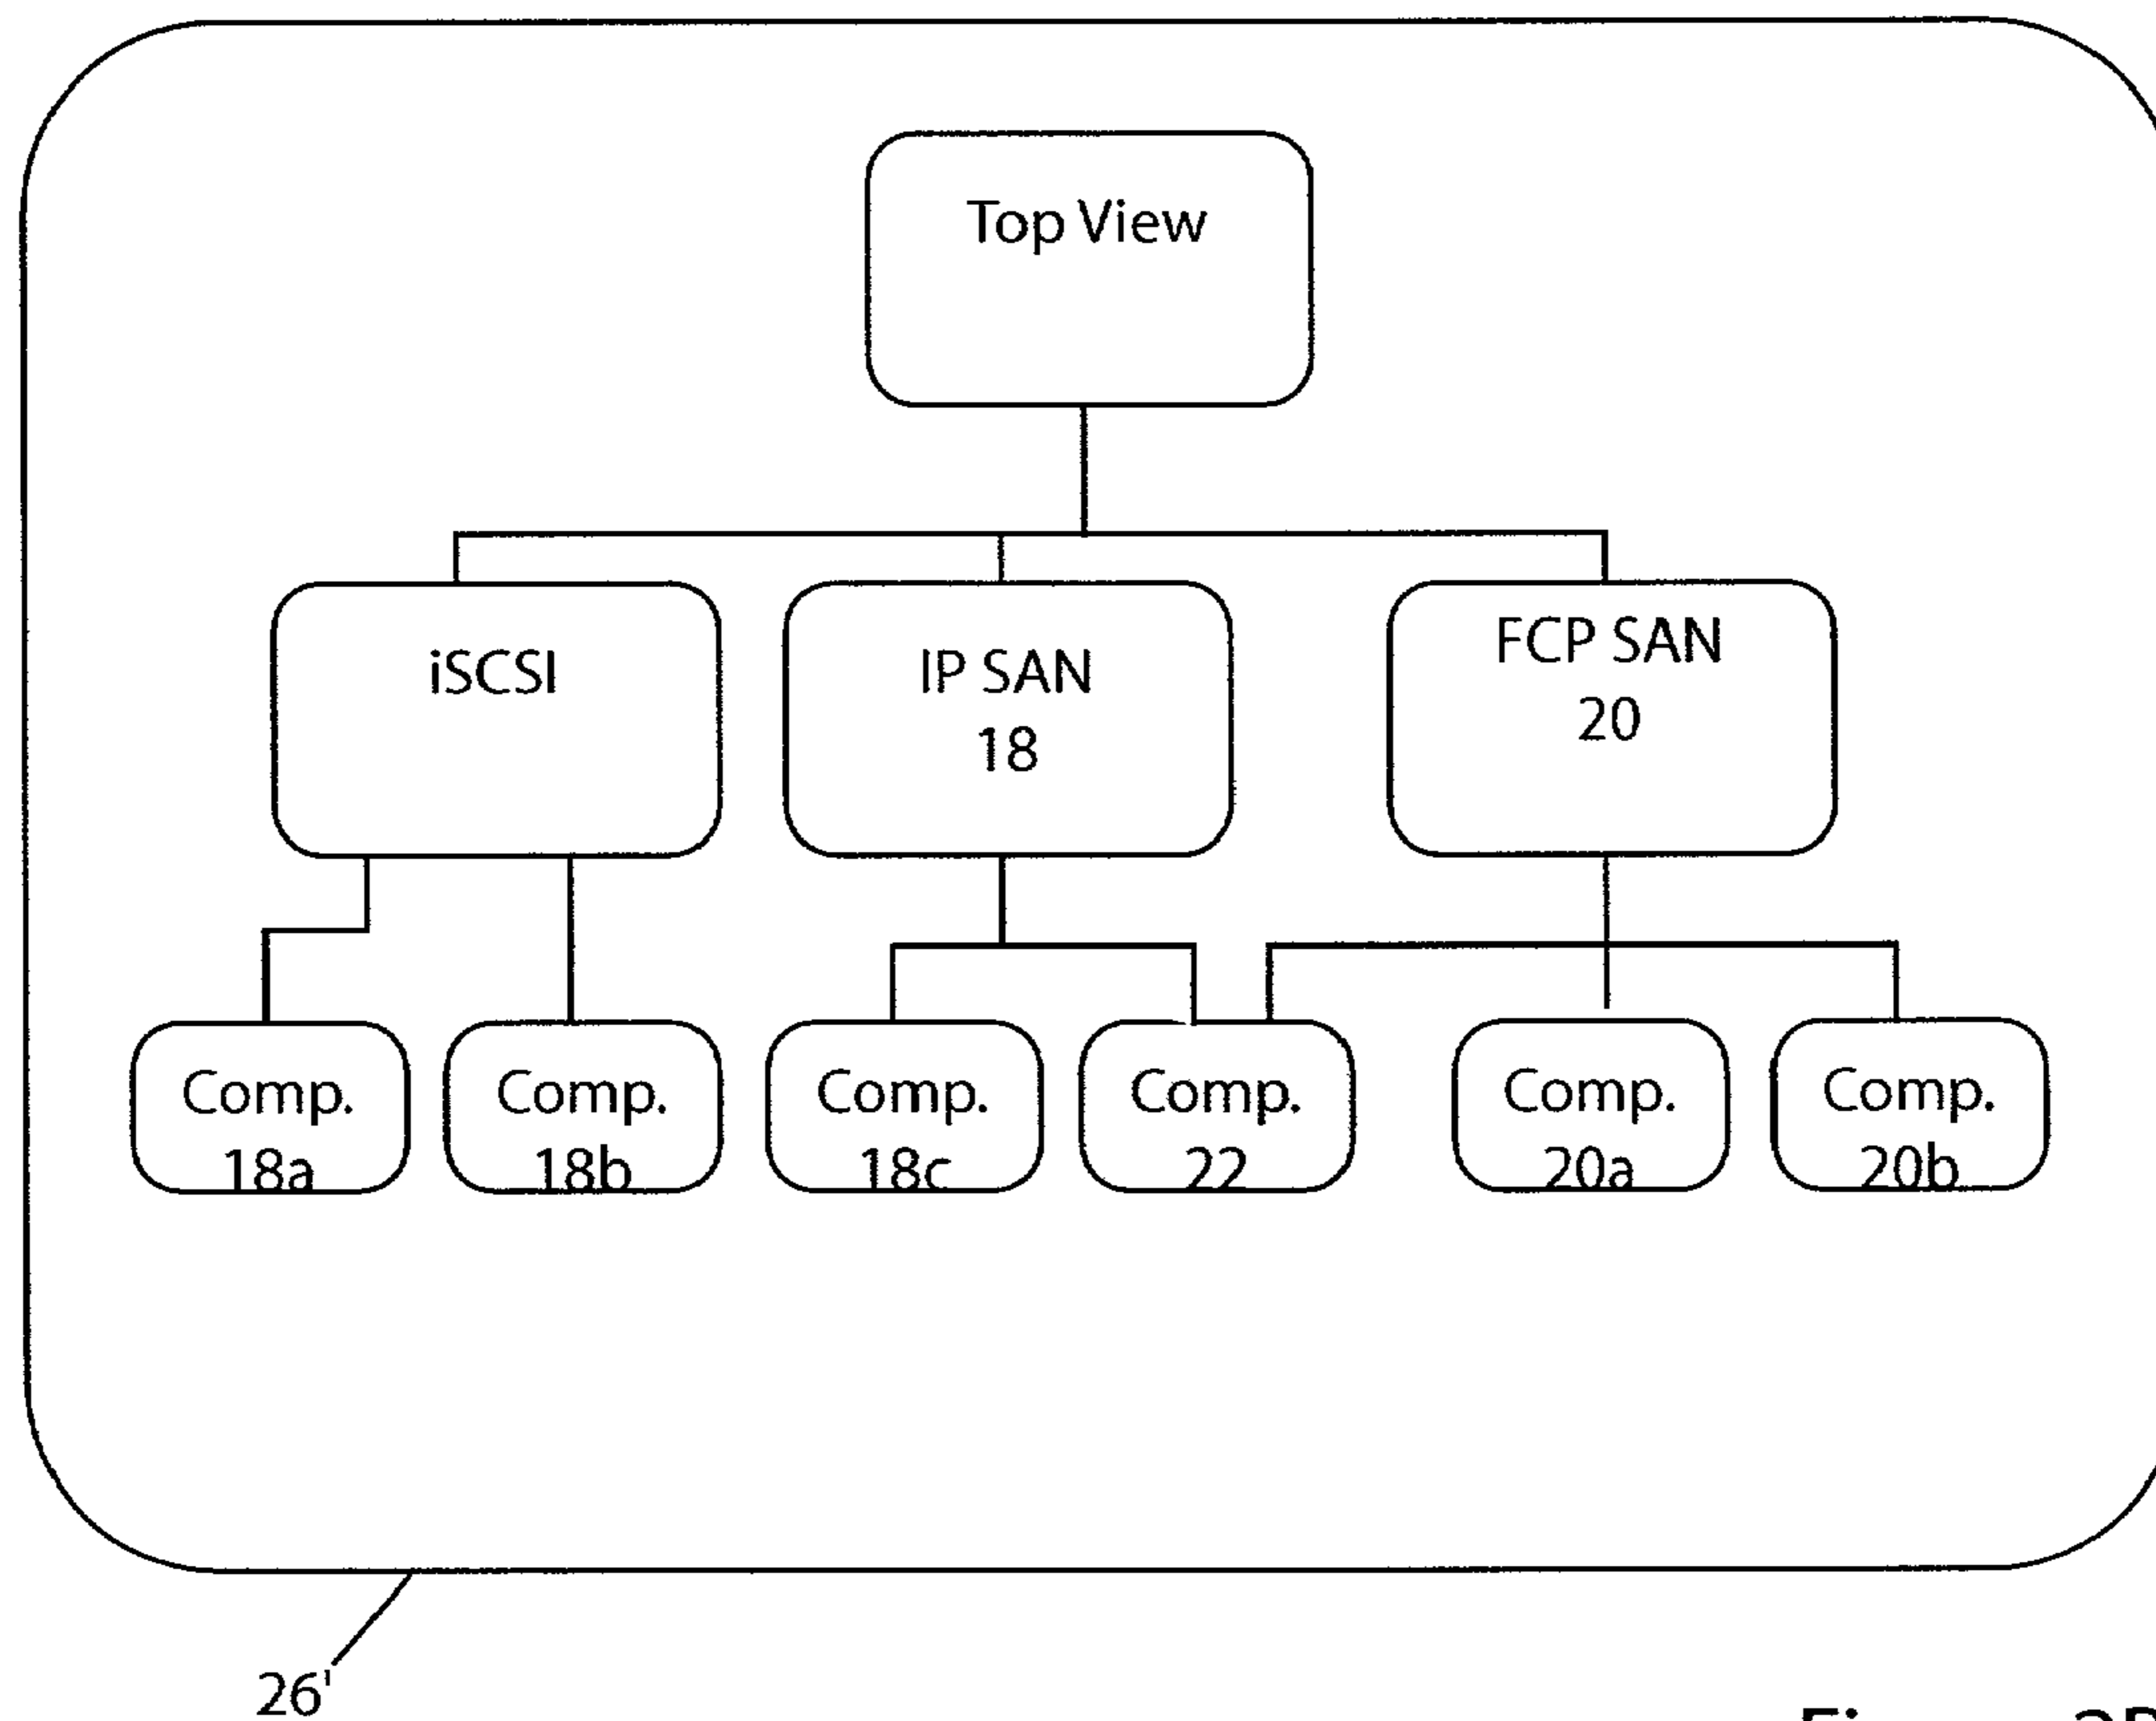 Top View
iSCSI
IP SAN
18
FCP SAN
20
Comp.
18a
Comp.
18b
Comp.
18c
Comp.
22
Comp.
20a
Comp.
20b
26'